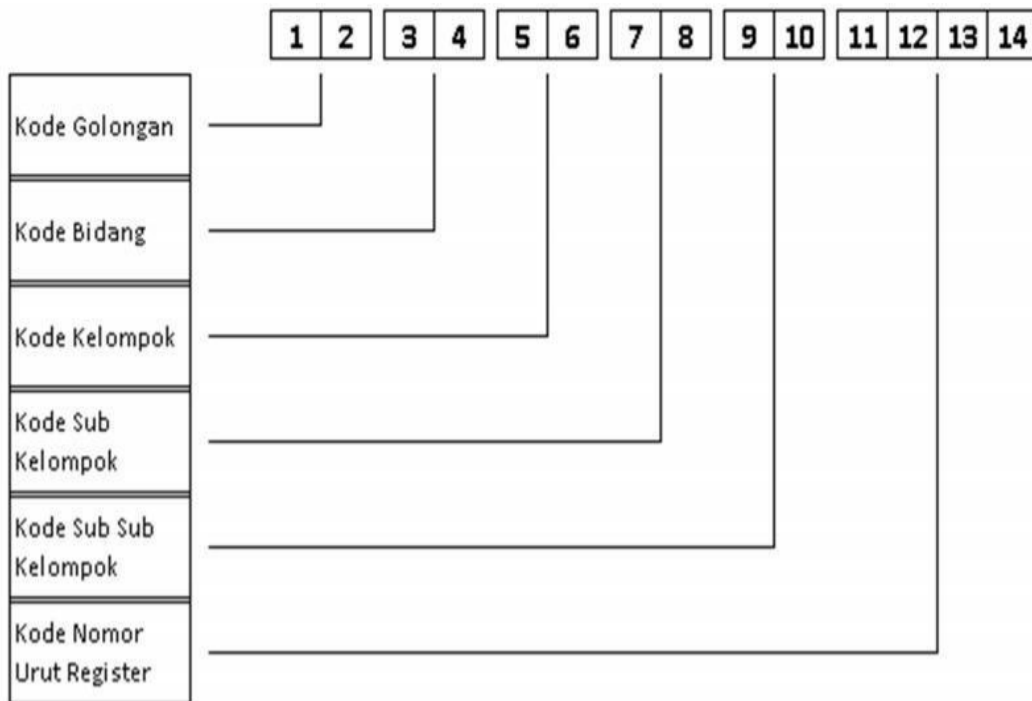 1 2 3 4 5 6 7 8 9 10 11 12 13 14
Kode Golongan
Kode Bidang
Kode Kelompok
Kode Sub
Kelompok
Kode Sub Sub
Kelompok
Kode Nomor
Urut Register